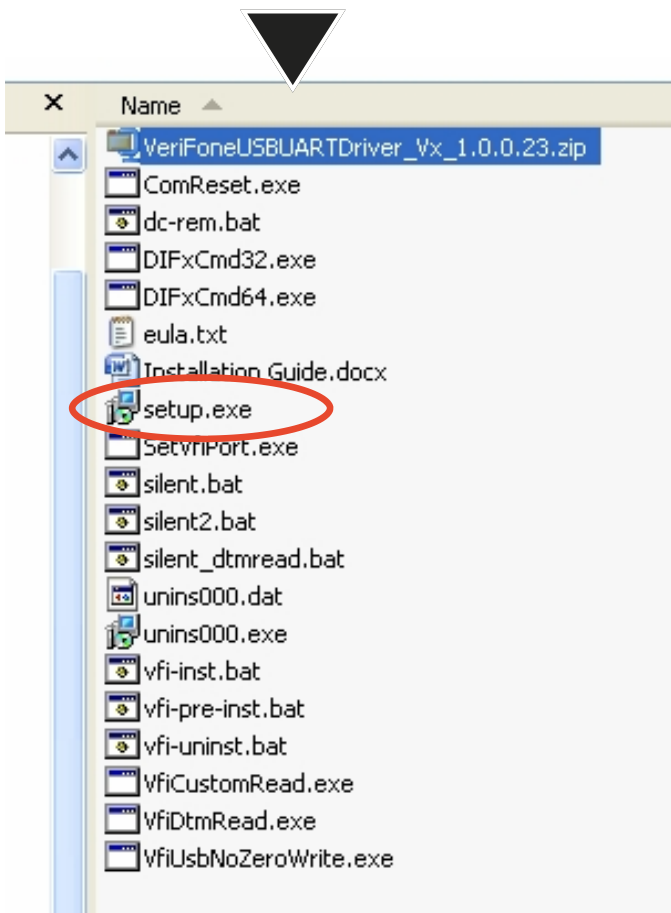 Name
VeriFoneUSBUARTDriver_Vx_1.0.0.23.zip
ComReset.exe
dc-rem.bat
DIFxCmd32.exe
DIFxCmd64.exe
eula.txt
Installation Guide.docx
setup.exe
SetVfiPort.exe
silent.bat
silent2.bat
silent_dtmread.bat
unins000.dat
unins000.exe
vfi-inst.bat
vfi-pre-inst.bat
vfi-uninst.bat
VfiCustomRead.exe
VfiDtmRead.exe
VfiUsbNoZeroWrite.exe